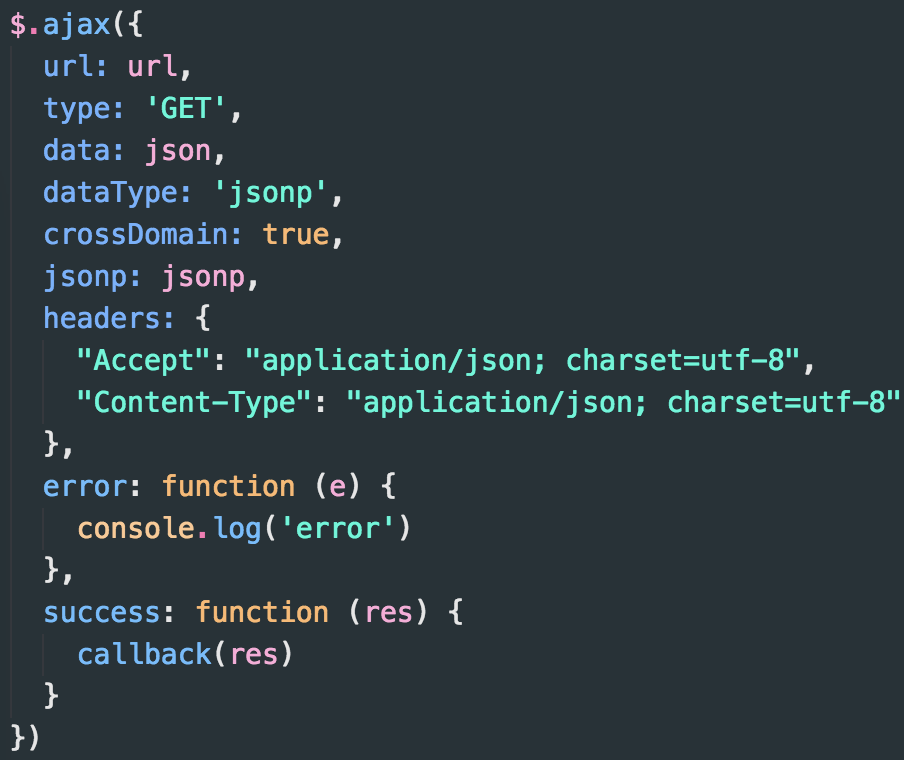 $.ajax({
  url: url,
  type: 'GET',
  data: json,
  dataType: 'jsonp',
  crossDomain: true,
  jsonp: jsonp,
  headers: {
    "Accept": "application/json; charset=utf-8",
    "Content-Type": "application/json; charset=utf-8"
  },
  error: function (e) {
    console.log('error')
  },
  success: function (res) {
    callback(res)
  }
})